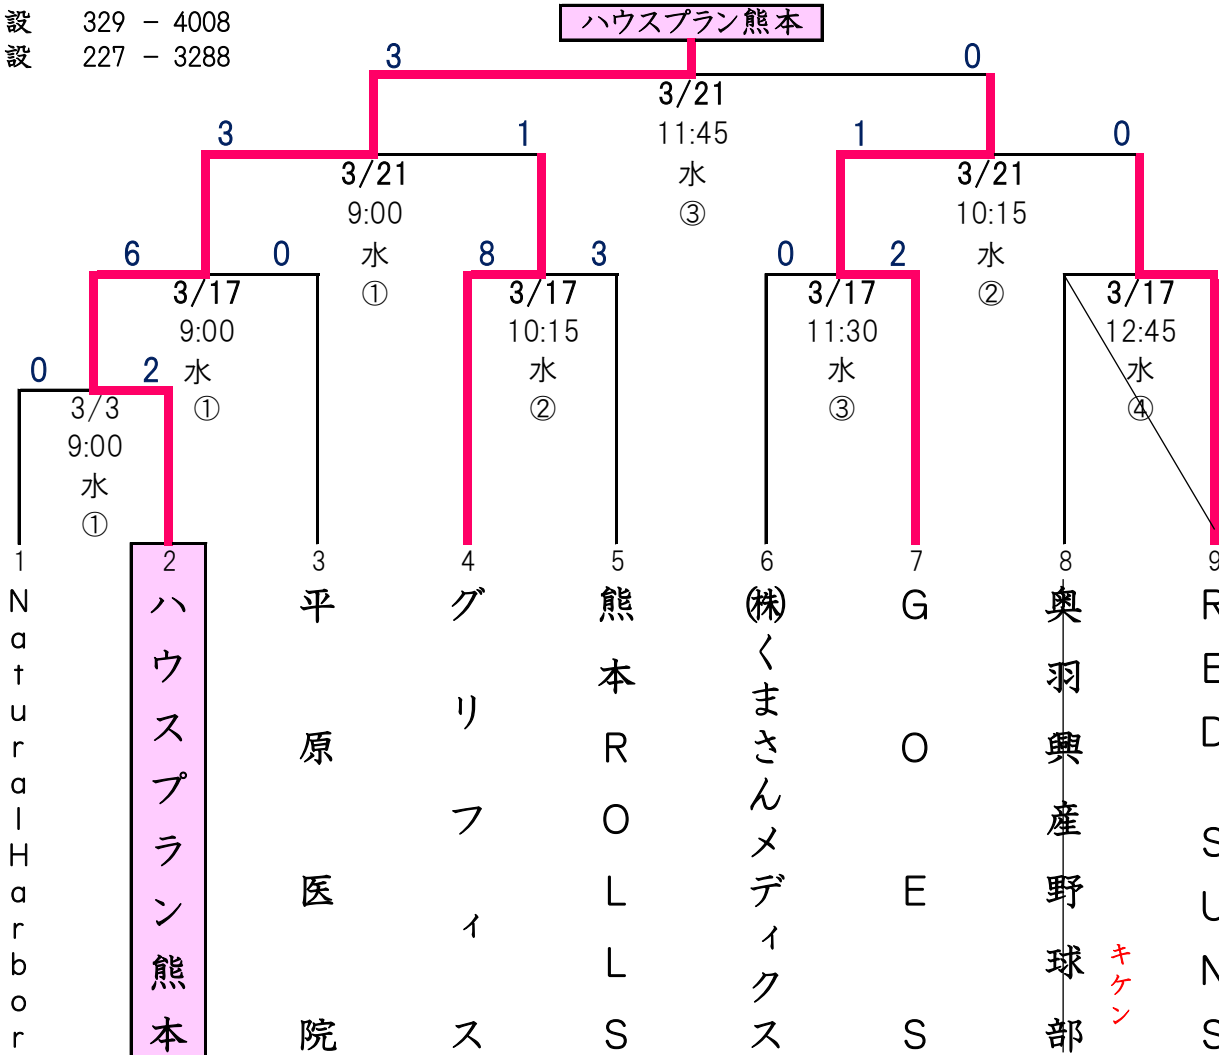 設 329 - 4008
設 227 - 3288
ハウスプラン熊本
3 0
3/21
11:45
水
③
3 1
3/21
9:00
水
①
1 0
3/21
10:15
水
②
6 0
3/17
9:00
水
①
8 3
3/17
10:15
水
②
0 2
3/17
11:30
水
③
3/17
12:45
水
④
0 2
3/3
9:00
水
①
1 2 3 4 5 6 7 8 9
NaturalHarbor
ハウスプラン熊本
平原医院
グリフィス
熊本ROLLS
㈱くまさんメディクス
GOES
奥羽興産野球部
キケン
RED SUNS